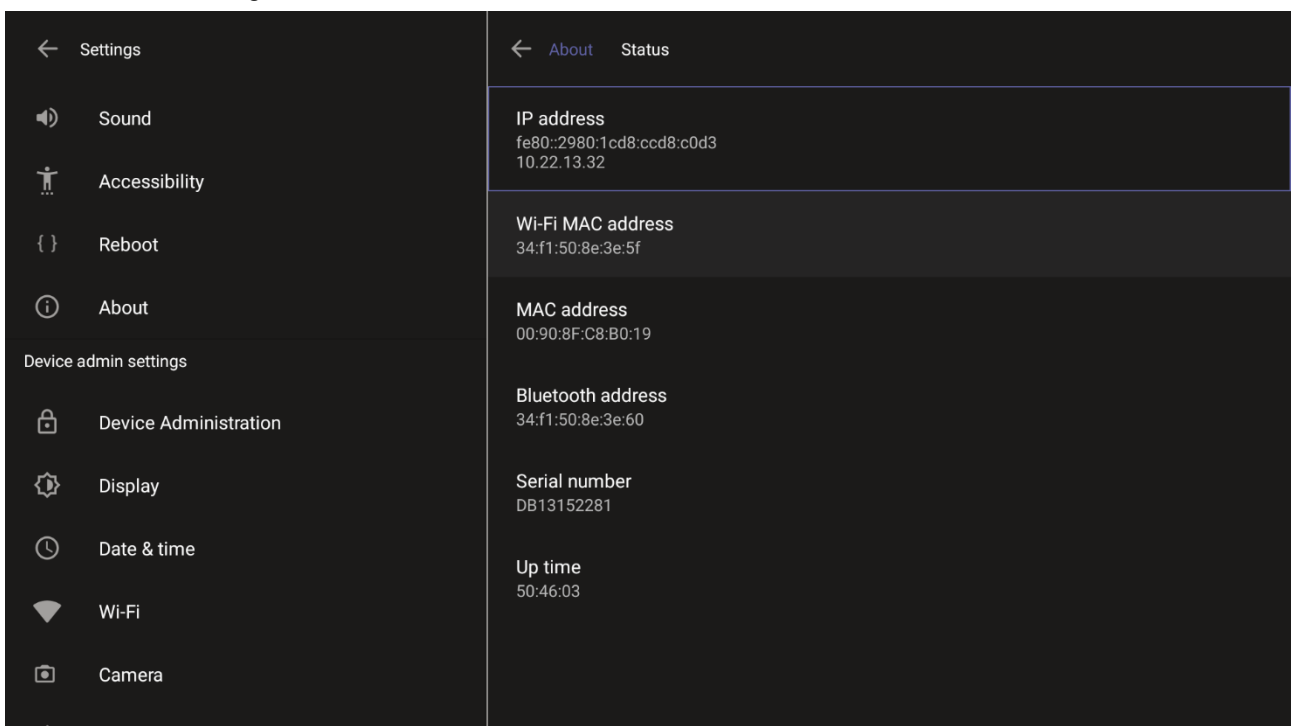 Settings
Sound
Accessibility
{ } Reboot
About
Device admin settings
Device Administration
Display
Date & time
Wi-Fi
Camera
About Status
IP address
fe80::2980:1cd8:ccd8:c0d3
10.22.13.32
Wi-Fi MAC address
34:f1:50:8e:3e:5f
MAC address
00:90:8F:C8:B0:19
Bluetooth address
34:f1:50:8e:3e:60
Serial number
DB13152281
Up time
50:46:03